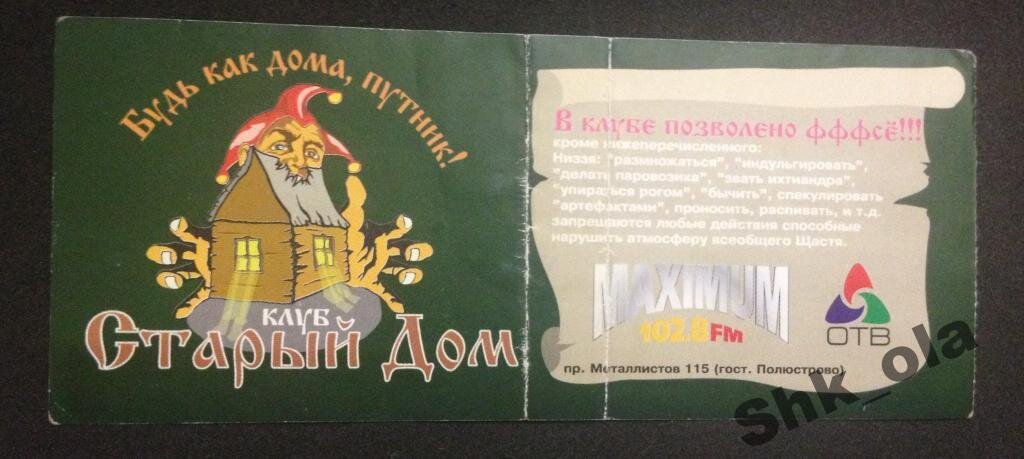 Будь как дома, путник!
КЛУБ
Старый Дом
В клубе позволено фффсё!!!
кроме нижеперечисленного:
Низзя: "размножаться", "индульгировать",
"делать паровозика", "звать ихтиандра",
"упираться рогом", "бычить", спекулировать
"артефактами", проносить, распивать, и т.д.
запрещаются любые действия способные
нарушить атмосферу всеобщего Щастя.
MAXIMUM
102.8 FM
ОТВ
пр. Металлистов 115 (гост. Полюстрово)
Shk_ola